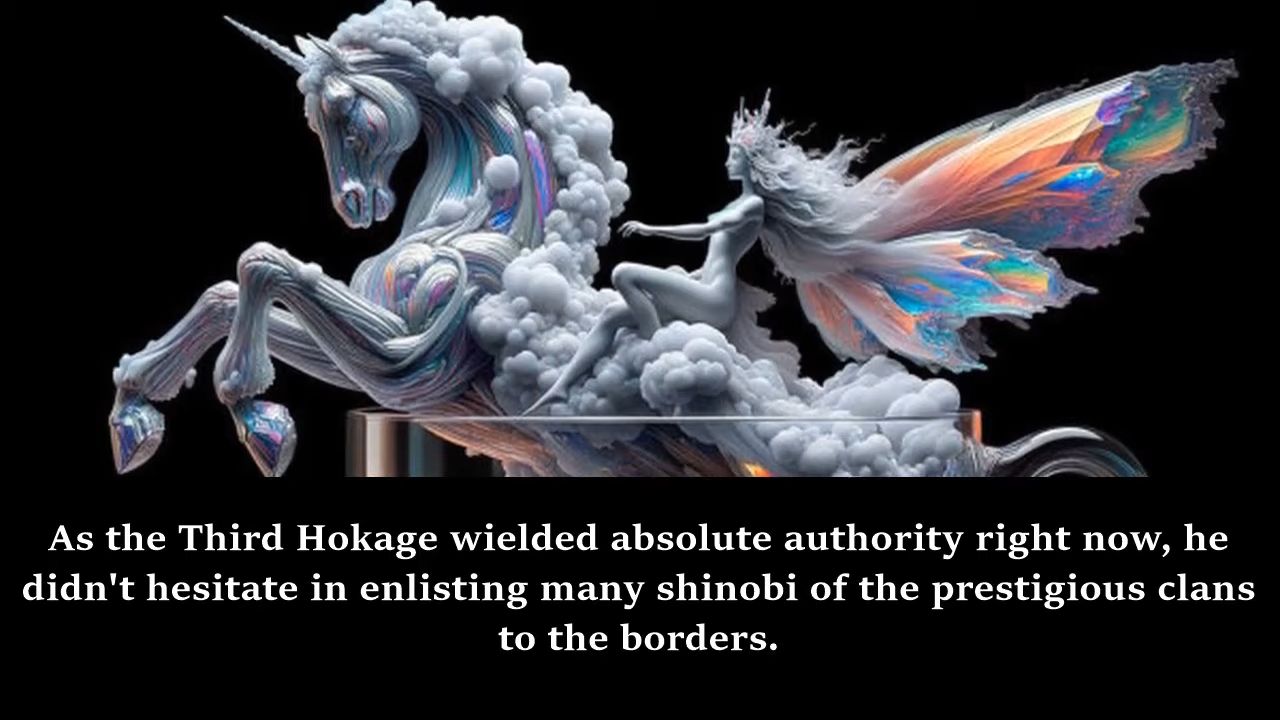 As the Third Hokage wielded absolute authority right now, he
didn't hesitate in enlisting many shinobi of the prestigious clans
to the borders.